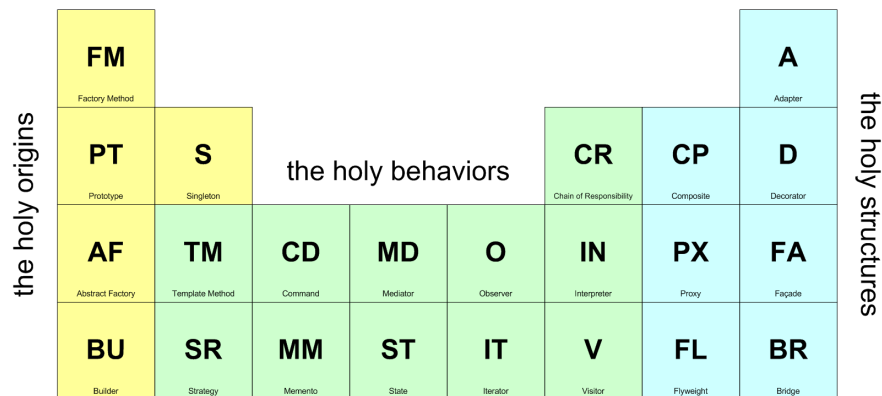 FM
Factory Method
A
Adapter
the holy origins
PT
Prototype
S
Singleton
the holy behaviors
CR
Chain of Responsibility
CP
Composite
D
Decorator
the holy structures
AF
Abstract Factory
TM
Template Method
CD
Command
MD
Mediator
O
Observer
IN
Interpreter
PX
Proxy
FA
Façade
BU
Builder
SR
Strategy
MM
Memento
ST
State
IT
Iterator
V
Visitor
FL
Flyweight
BR
Bridge